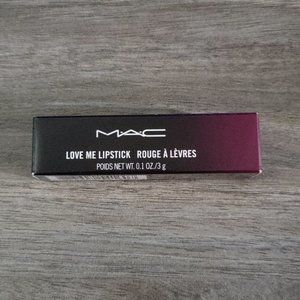 MAC
LOVE ME LIPSTICK ROUGE À LÈVRES
POIDS NET WT. 0.1 OZ./3 g